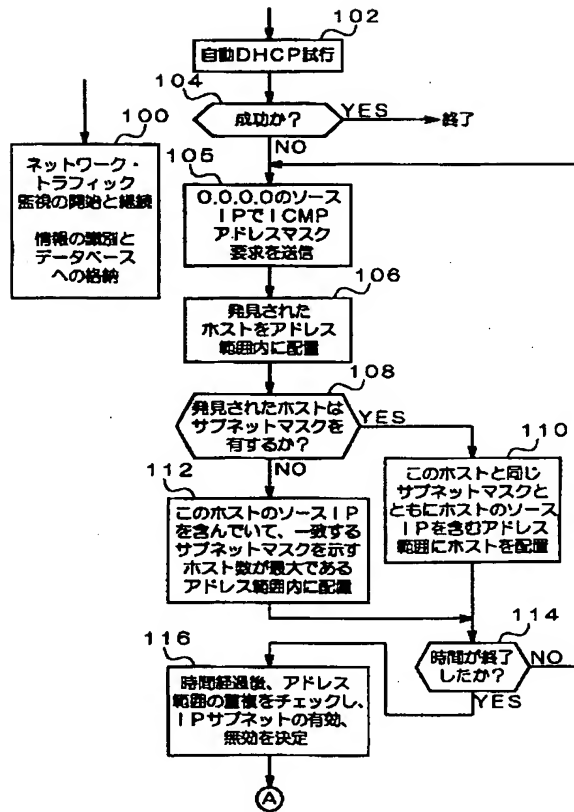 102
自動DHCP試行
104
成功か？
YES
終了
NO
100
ネットワーク・
トラフィック
監視の開始と継続
情報の識別と
データベース
への格納
105
0.0.0.0のソース
IPでICMP
アドレスマスク
要求を送信
106
発見された
ホストをアドレス
範囲内に配置
108
発見されたホストは
サブネットマスクを
有するか？
YES
NO
110
このホストと同じ
サブネットマスクと
ともにホストのソース
IPを含むアドレス
範囲にホストを配置
112
このホストのソースIP
を含んでいて、一致する
サブネットマスクを示す
ホスト数が最大である
アドレス範囲内に配置
114
時間が終了
したか？
NO
YES
116
時間経過後、アドレス
範囲の重複をチェックし、
IPサブネットの有効、
無効を決定
A